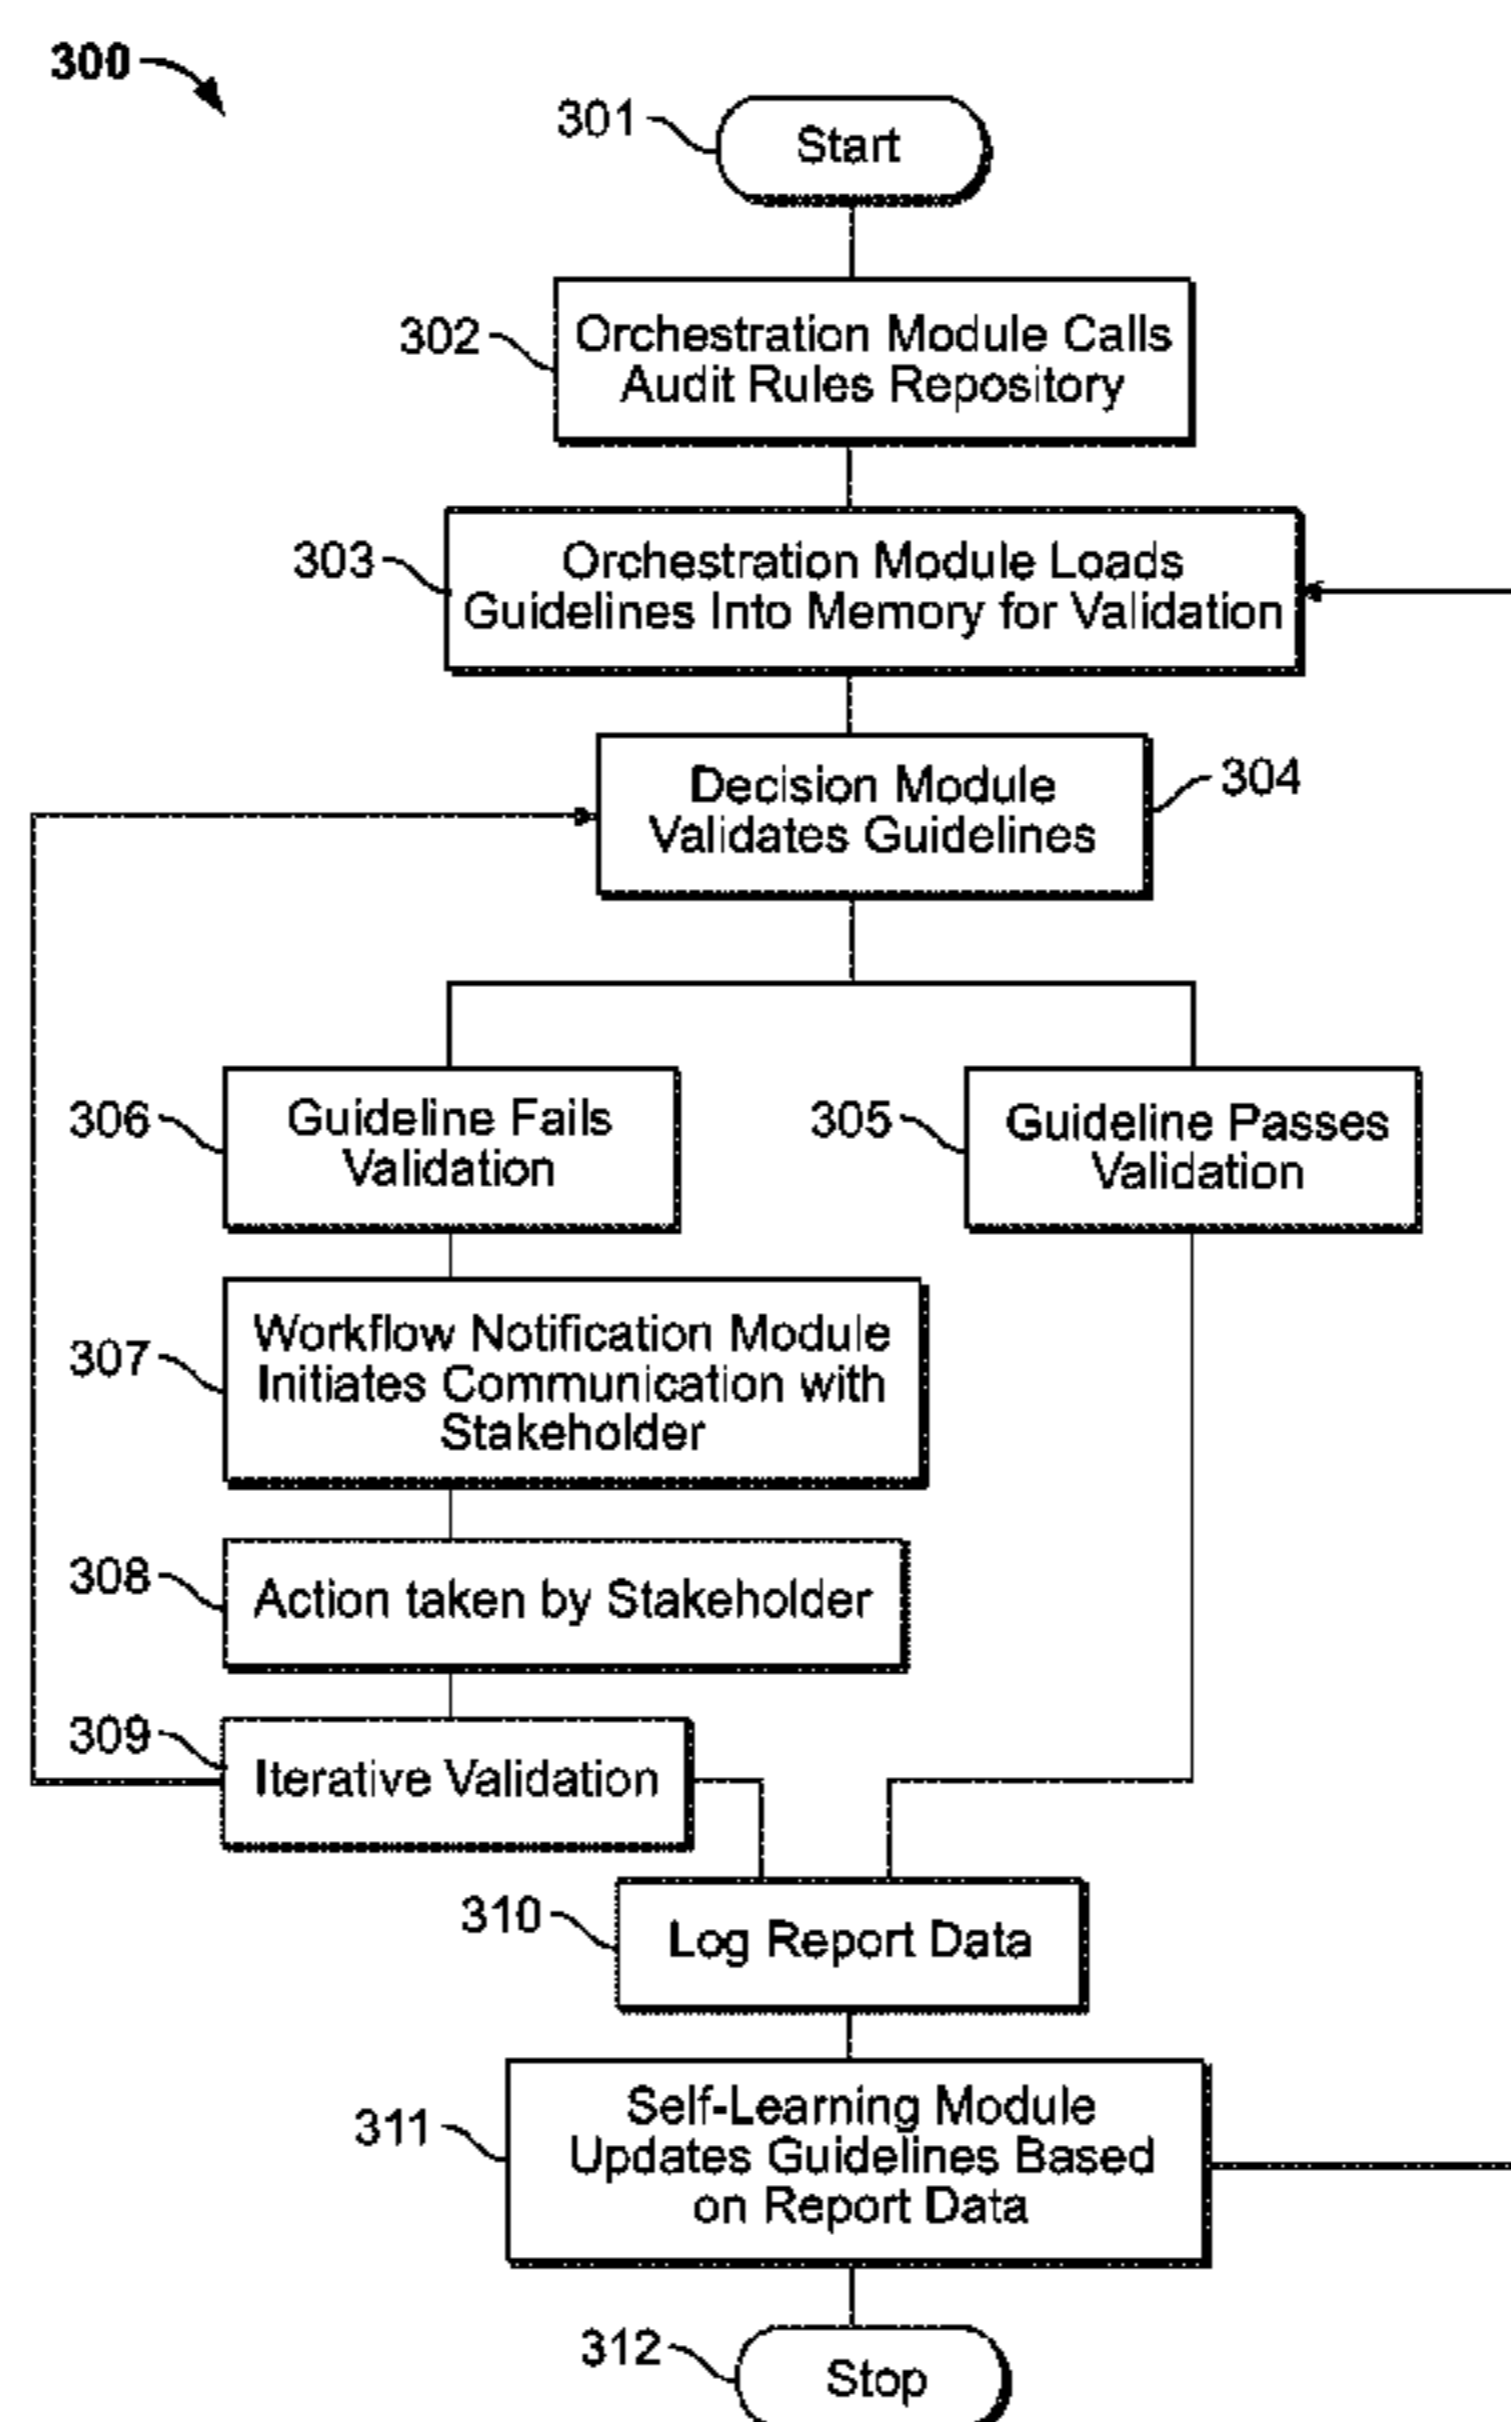 300
301
Start
302
Orchestration Module Calls
Audit Rules Repository
303
Orchestration Module Loads
Guidelines Into Memory for Validation
304
Decision Module
Validates Guidelines
306
Guideline Fails
Validation
305
Guideline Passes
Validation
307
Workflow Notification Module
Initiates Communication with
Stakeholder
308
Action taken by Stakeholder
309
Iterative Validation
310
Log Report Data
311
Self-Learning Module
Updates Guidelines Based
on Report Data
312
Stop